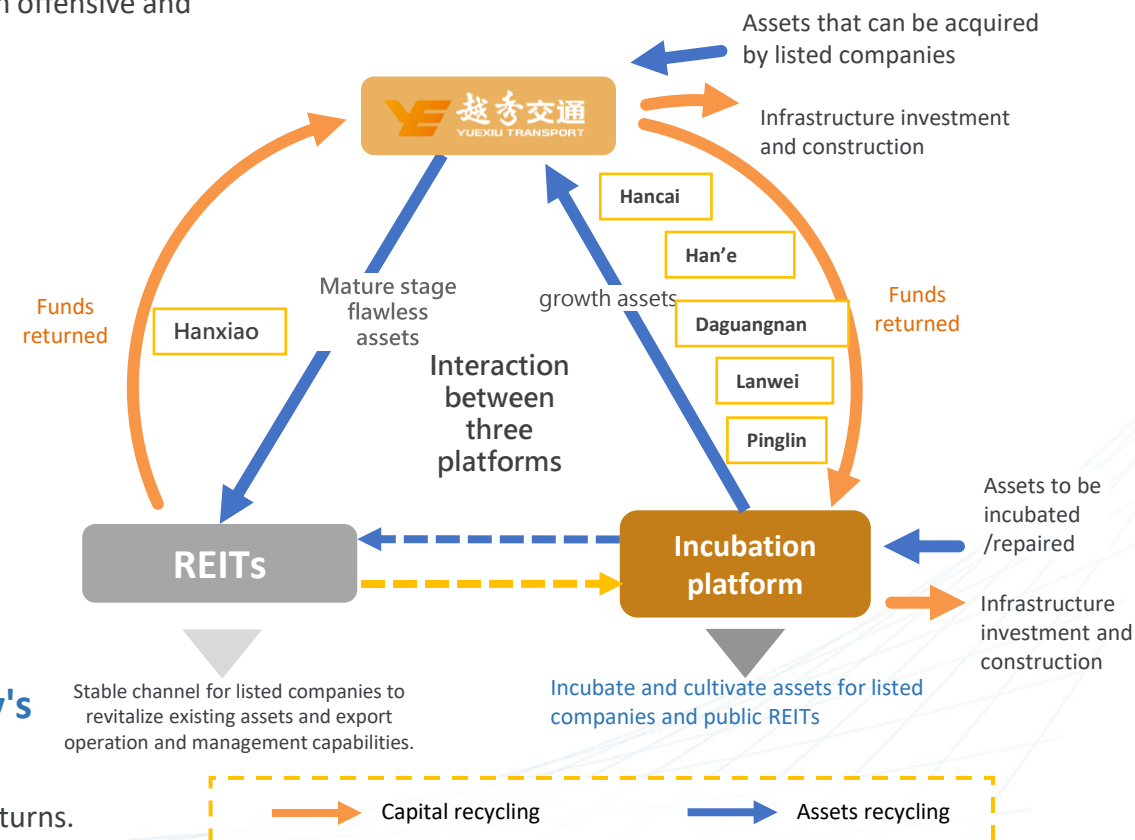 n offensive and
Assets that can be acquired
by listed companies
越秀交通
YUEXIU TRANSPORT
Infrastructure investment
and construction
Hancai
Han’e
Mature stage
flawless
assets
growth assets
Funds
returned
Hanxiao
Daguangnan
Funds
returned
Interaction
between
three
platforms
Lanwei
Pinglin
Assets to be
incubated
/repaired
REITs
Incubation
platform
Infrastructure
investment and
construction
y's
Stable channel for listed companies to
revitalize existing assets and export
operation and management capabilities.
Incubate and cultivate assets for listed
companies and public REITs
turns.
Capital recycling
Assets recycling